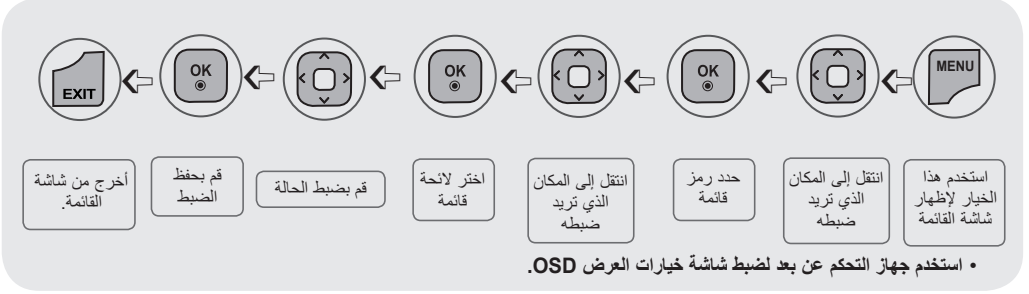 MENU
OK
OK
OK
EXIT
استخدم هذا
الخيار لإظهار
شاشة القائمة
انتقل إلى المكان
الذي تريد
ضبطه
حدد رمز
قائمة
انتقل إلى المكان
الذي تريد
ضبطه
اختر لائحة
قائمة
قم بضبط الحالة
قم بحفظ
الضبط
أخرج من شاشة
القائمة.
• استخدم جهاز التحكم عن بعد لضبط شاشة خيارات العرض OSD.